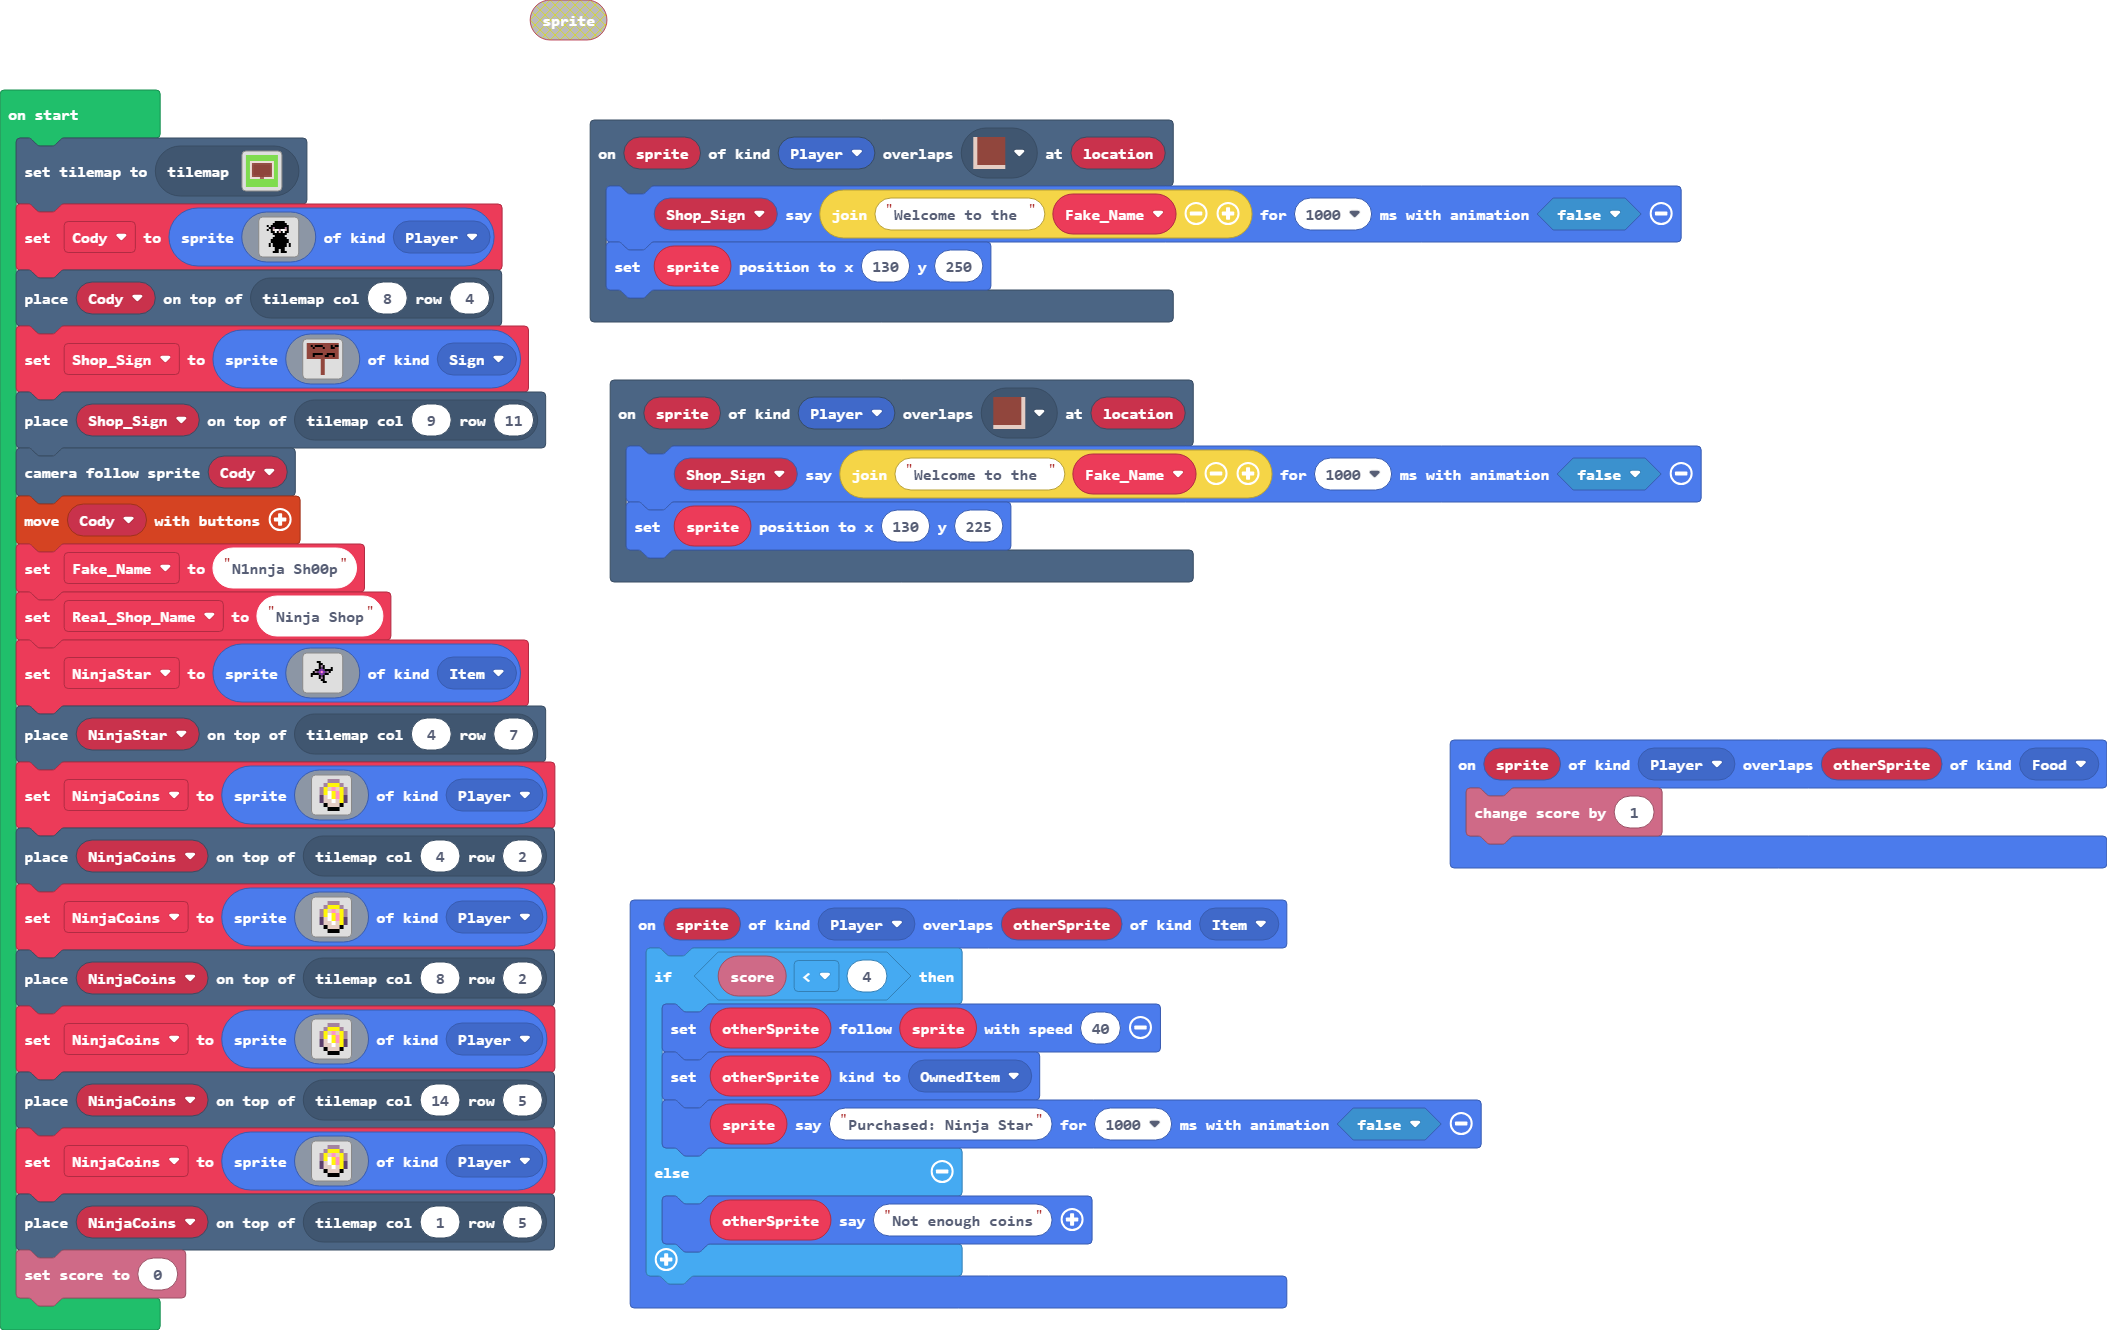 sprite
on start
set tilemap to tilemap
set Cody to sprite of kind Player
place Cody on top of tilemap col 8 row 4
set Shop_Sign to sprite of kind Sign
place Shop_Sign on top of tilemap col 9 row 11
camera follow sprite Cody
move Cody with buttons
set Fake_Name to "N1nnja Sh00p"
set Real_Shop_Name to "Ninja Shop"
set NinjaStar to sprite of kind Item
place NinjaStar on top of tilemap col 4 row 7
set NinjaCoins to sprite of kind Player
place NinjaCoins on top of tilemap col 4 row 2
set NinjaCoins to sprite of kind Player
place NinjaCoins on top of tilemap col 8 row 2
set NinjaCoins to sprite of kind Player
place NinjaCoins on top of tilemap col 14 row 5
set NinjaCoins to sprite of kind Player
place NinjaCoins on top of tilemap col 1 row 5
set score to 0
on sprite of kind Player overlaps at location
Shop_Sign say join "Welcome to the " Fake_Name for 1000 ms with animation false
set sprite position to x 130 y 250
on sprite of kind Player overlaps at location
Shop_Sign say join "Welcome to the " Fake_Name for 1000 ms with animation false
set sprite position to x 130 y 225
on sprite of kind Player overlaps otherSprite of kind Food
change score by 1
on sprite of kind Player overlaps otherSprite of kind Item
if score < 4 then
set otherSprite follow sprite with speed 40
set otherSprite kind to OwnedItem
sprite say "Purchased: Ninja Star" for 1000 ms with animation false
else
otherSprite say "Not enough coins"